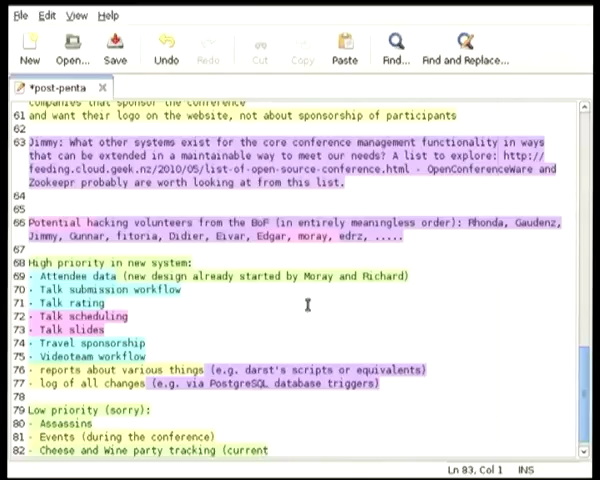 File Edit View Help
New Open... Save Undo Redo Cut Copy Paste Find... Find and Replace...
*post-penta
companies that sponsor the conference
61 and want their logo on the website, not about sponsorship of participants
62
63 Jimmy: What other systems exist for the core conference management functionality in ways
that can be extended in a maintainable way to meet our needs? A list to explore: http://
feeding.cloud.geek.nz/2010/05/list-of-open-source-conference.html - OpenConferenceWare and
Zookeepr probably are worth looking at from this list.
64
65
66 Potential hacking volunteers from the BoF (in entirely meaningless order): Rhonda, Gaudenz,
Jimmy, Gunnar, fitoria, Didier, Eivar, Edgar, moray, edrz, .....
67
68 High priority in new system:
69 - Attendee data (new design already started by Moray and Richard)
70 - Talk submission workflow
71 - Talk rating
72 - Talk scheduling
73 - Talk slides
74 - Travel sponsorship
75 - Videoteam workflow
76 - reports about various things (e.g. darst's scripts or equivalents)
77 - log of all changes (e.g. via PostgreSQL database triggers)
78
79 Low priority (sorry):
80 - Assassins
81 - Events (during the conference)
82 - Cheese and Wine party tracking (current
Ln 83, Col 1 INS